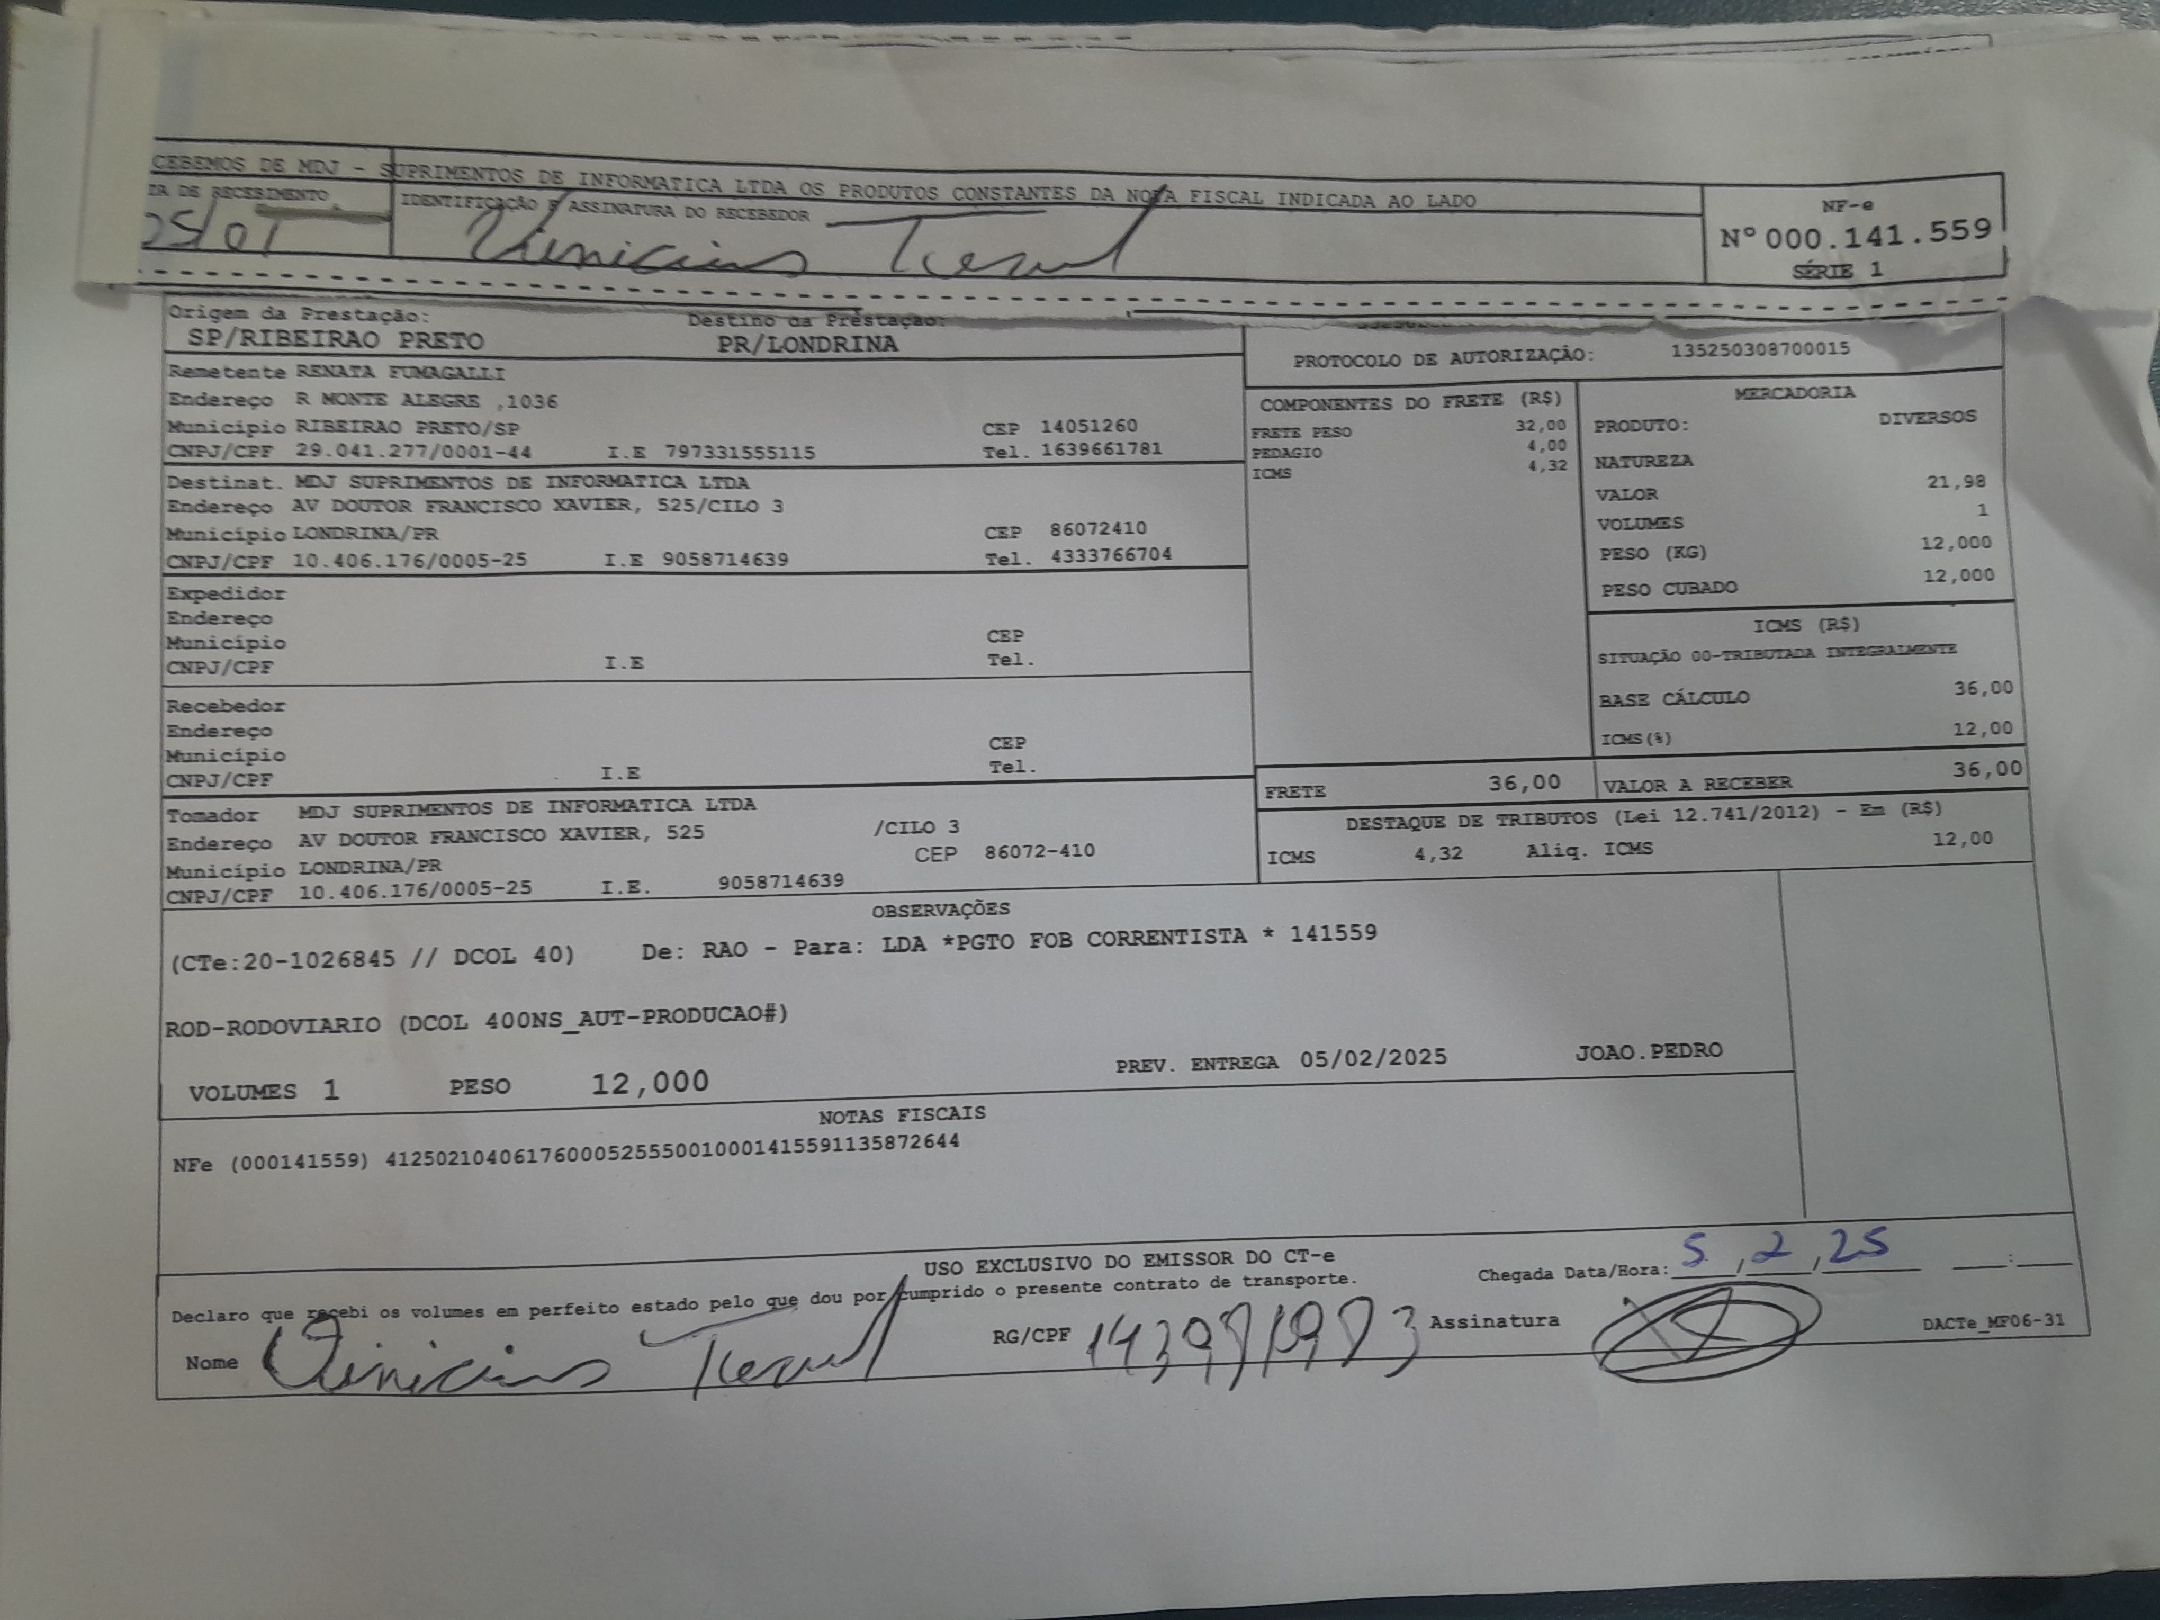 CEBEMOS DE MDJ - SUPRIMENTOS DE INFORMATICA LTDA OS PRODUTOS CONSTANTES DA NOTA FISCAL INDICADA AO LADO
TA DE RECEBIMENTO
IDENTIFICAÇÃO E ASSINATURA DO RECEBEDOR
Vinicius
NF-e
Nº 000.141.559
SÉRIE 1
Origem da Prestação: Destino da Prestação:
SP/RIBEIRAO PRETO PR/LONDRINA
PROTOCOLO DE AUTORIZAÇÃO: 135250308700015
Remetente RENATA FUMAGALLI
Endereço R MONTE ALEGRE ,1036
Município RIBEIRAO PRETO/SP CEP 14051260
CNPJ/CPF 29.041.277/0001-44 I.E 797331555115 Tel. 1639661781
Destinat. MDJ SUPRIMENTOS DE INFORMATICA LTDA
Endereço AV DOUTOR FRANCISCO XAVIER, 525/CILO 3
Município LONDRINA/PR CEP 86072410
CNPJ/CPF 10.406.176/0005-25 I.E 9058714639 Tel. 4333766704
Expedidor
Endereço
Município CEP
CNPJ/CPF I.E Tel.
Recebedor
Endereço
Município CEP
CNPJ/CPF I.E Tel.
Tomador MDJ SUPRIMENTOS DE INFORMATICA LTDA
Endereço AV DOUTOR FRANCISCO XAVIER, 525 /CILO 3
Município LONDRINA/PR CEP 86072-410
CNPJ/CPF 10.406.176/0005-25 I.E. 9058714639
COMPONENTES DO FRETE (R$)
FRETE PESO 32,00
PEDAGIO 4,00
ICMS 4,32
MERCADORIA
PRODUTO: DIVERSOS
NATUREZA
VALOR 21,98
VOLUMES 1
PESO (KG) 12,000
PESO CUBADO 12,000
ICMS (R$)
SITUAÇÃO 00-TRIBUTADA INTEGRALMENTE
BASE CÁLCULO 36,00
ICMS(%) 12,00
FRETE 36,00 VALOR A RECEBER 36,00
DESTAQUE DE TRIBUTOS (Lei 12.741/2012) - Em (R$)
ICMS 4,32 Aliq. ICMS 12,00
OBSERVAÇÕES
(CTe:20-1026845 // DCOL 40) De: RAO - Para: LDA *PGTO FOB CORRENTISTA * 141559
ROD-RODOVIARIO (DCOL 400NS_AUT-PRODUCAO#)
VOLUMES 1 PESO 12,000 PREV. ENTREGA 05/02/2025 JOAO.PEDRO
NOTAS FISCAIS
NFe (000141559) 41250210406176000525550010001415591135872644
USO EXCLUSIVO DO EMISSOR DO CT-e
Declaro que recebi os volumes em perfeito estado pelo que dou por cumprido o presente contrato de transporte.
Chegada Data/Hora: 5/2/25 :
Nome Vinicius RG/CPF Assinatura
DACTe_MF06-31